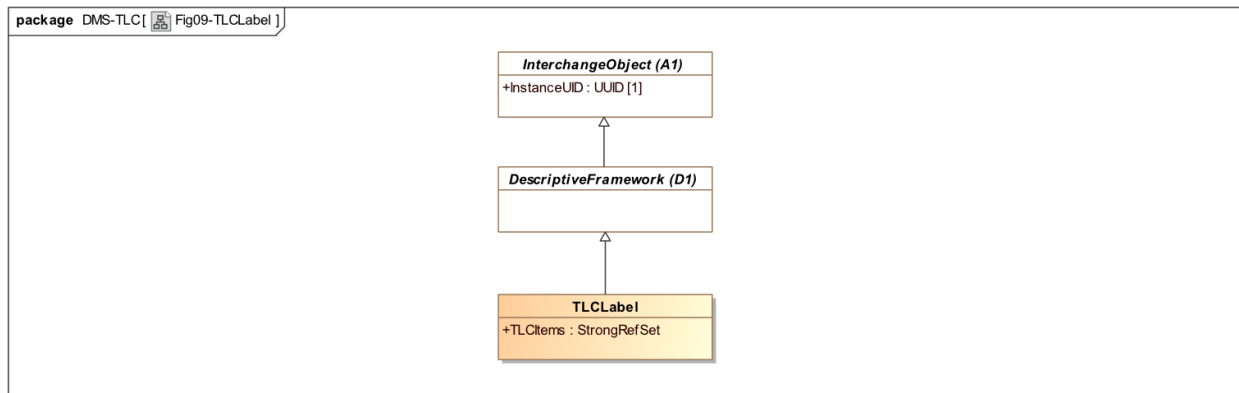 package DMS-TLC[ Fig09-TLCLabel ]
InterchangeObject (A1)
+InstanceUID : UUID [1]
DescriptiveFramework (D1)
TLCLabel
+TLCItems : StrongRefSet